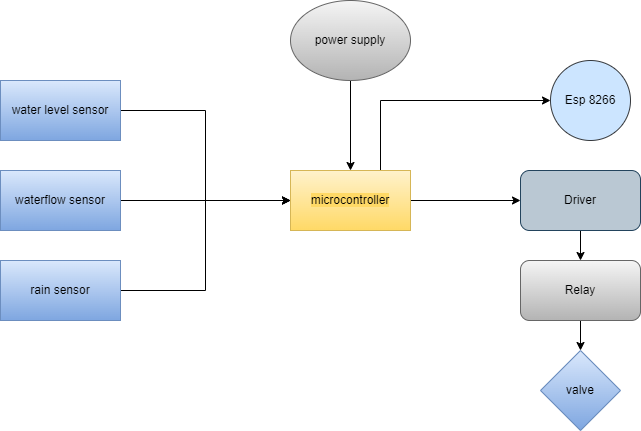 power supply
water level sensor
Esp 8266
waterflow sensor
microcontroller
Driver
rain sensor
Relay
valve